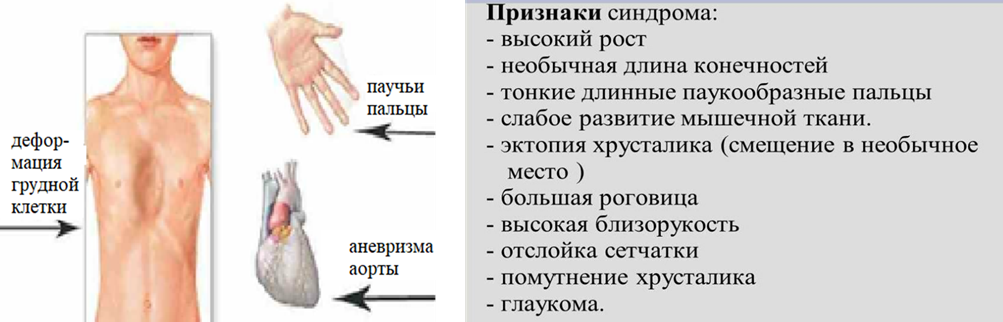 дефор-
мация
грудной
клетки
паучьи
пальцы
аневризма
аорты
Признаки синдрома:
- высокий рост
- необычная длина конечностей
- тонкие длинные паукообразные пальцы
- слабое развитие мышечной ткани.
- эктопия хрусталика (смещение в необычное
место )
- большая роговица
- высокая близорукость
- отслойка сетчатки
- помутнение хрусталика
- глаукома.